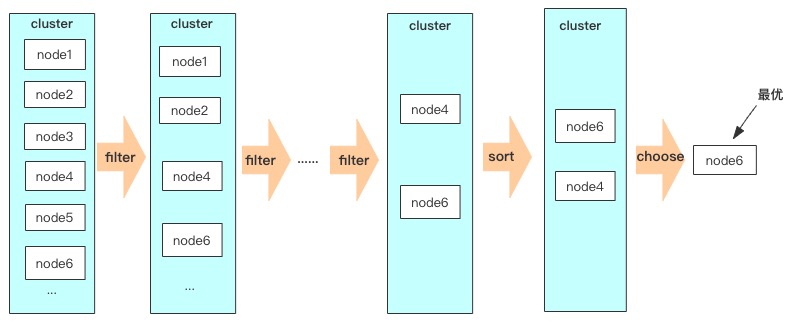 cluster
node1
node2
node3
node4
node5
node6
...
filter
cluster
node1
node2
node4
node6
...
filter
......
filter
cluster
node4
node6
sort
cluster
node6
node4
choose
最优
node6